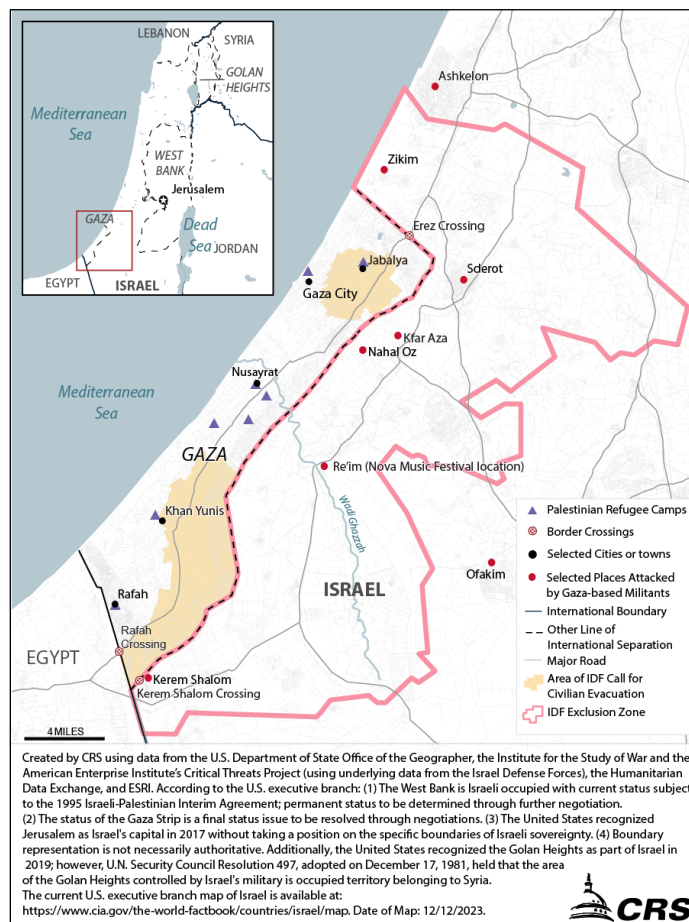 LEBANON
SYRIA
GOLAN
HEIGHTS
Mediterranean
Sea
WEST
BANK
Jerusalem
GAZA
Dead
Sea
JORDAN
EGYPT
ISRAEL
Ashkelon
Zikim
Erez Crossing
Jabalya
Sderot
Gaza City
Kfar Aza
Nahal Oz
Nusayrat
Mediterranean
Sea
GAZA
Re'im (Nova Music Festival location)
Khan Yunis
Wadi Ghazzah
Ofakim
ISRAEL
Rafah
Rafah
Crossing
EGYPT
Kerem Shalom
Kerem Shalom Crossing
4 MILES
Palestinian Refugee Camps
Border Crossings
Selected Cities or towns
Selected Places Attacked
by Gaza-based Militants
International Boundary
Other Line of
International Separation
Major Road
Area of IDF Call for
Civilian Evacuation
IDF Exclusion Zone
Created by CRS using data from the U.S. Department of State Office of the Geographer, the Institute for the Study of War and the
American Enterprise Institute's Critical Threats Project (using underlying data from the Israel Defense Forces), the Humanitarian
Data Exchange, and ESRI. According to the U.S. executive branch: (1) The West Bank is Israeli occupied with current status subject
to the 1995 Israeli-Palestinian Interim Agreement; permanent status to be determined through further negotiation.
(2) The status of the Gaza Strip is a final status issue to be resolved through negotiations. (3) The United States recognized
Jerusalem as Israel's capital in 2017 without taking a position on the specific boundaries of Israeli sovereignty. (4) Boundary
representation is not necessarily authoritative. Additionally, the United States recognized the Golan Heights as part of Israel in
2019; however, U.N. Security Council Resolution 497, adopted on December 17, 1981, held that the area
of the Golan Heights controlled by Israel's military is occupied territory belonging to Syria.
The current U.S. executive branch map of Israel is available at:
https://www.cia.gov/the-world-factbook/countries/israel/map. Date of Map: 12/12/2023.
CRS